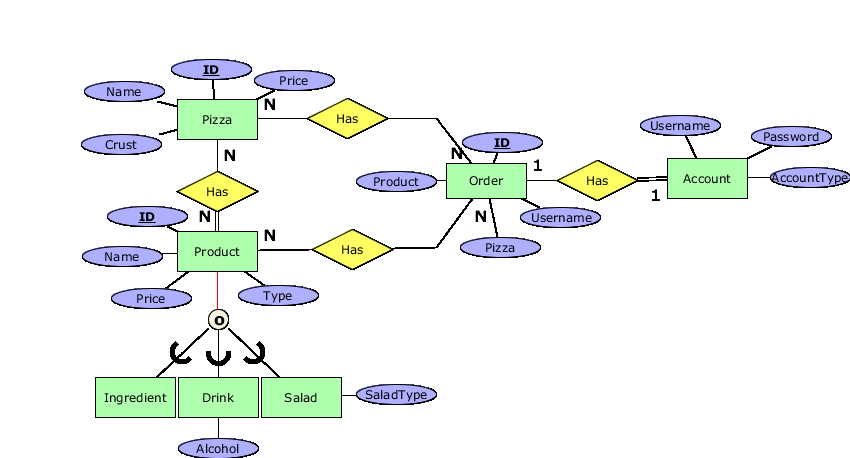 ID
Price
Name
N
Pizza
Has
Crust
ID
N
N
1
Username
Password
Product
Order
Has
Account
AccountType
Has
1
ID
N
N
Username
Name
Product
N
Has
Pizza
Price
Type
o
Ingredient
Drink
Salad
SaladType
Alcohol